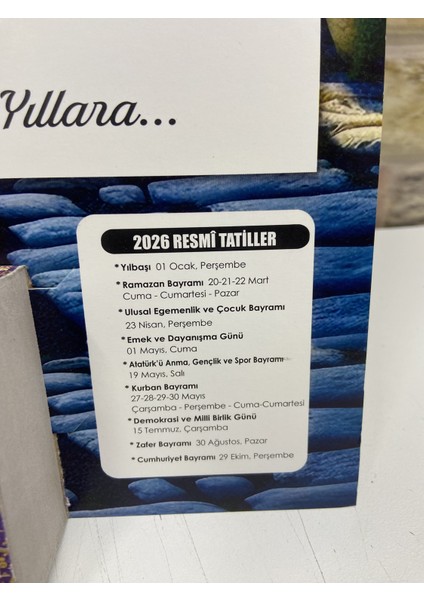 Yıllara...
2026 RESMÎ TATİLLER
* Yılbaşı 01 Ocak, Perşembe
* Ramazan Bayramı 20-21-22 Mart
Cuma - Cumartesi - Pazar
* Ulusal Egemenlik ve Çocuk Bayramı
23 Nisan, Perşembe
* Emek ve Dayanışma Günü
01 Mayıs, Cuma
* Atatürk'ü Anma, Gençlik ve Spor Bayramı
19 Mayıs, Salı
* Kurban Bayramı
27-28-29-30 Mayıs
Çarşamba - Perşembe - Cuma-Cumartesi
* Demokrasi ve Milli Birlik Günü
15 Temmuz, Çarşamba
* Zafer Bayramı 30 Ağustos, Pazar
* Cumhuriyet Bayramı 29 Ekim, Perşembe